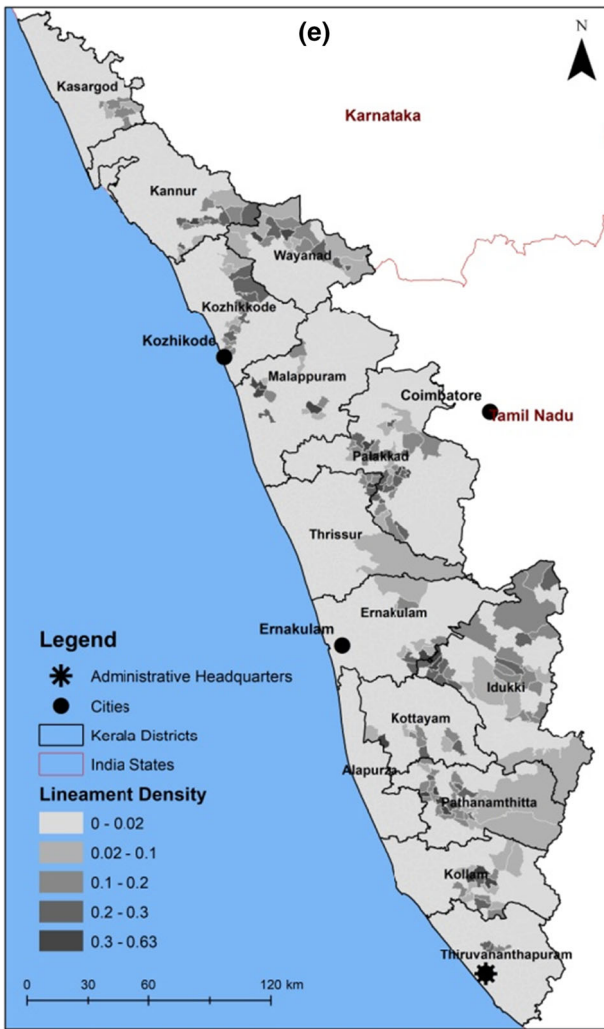 (e)
N
Kasargod
Karnataka
Kannur
Wayanad
Kozhikkode
Kozhikode
Malappuram
Coimbatore
Tamil Nadu
Palakkad
Thrissur
Ernakulam
Ernakulam
Idukki
Kottayam
Alapurza
Pathanamthitta
Kollam
Thiruvananthapuram
Legend
Administrative Headquarters
Cities
Kerala Districts
India States
Lineament Density
0 - 0.02
0.02 - 0.1
0.1 - 0.2
0.2 - 0.3
0.3 - 0.63
0 30 60 120 km